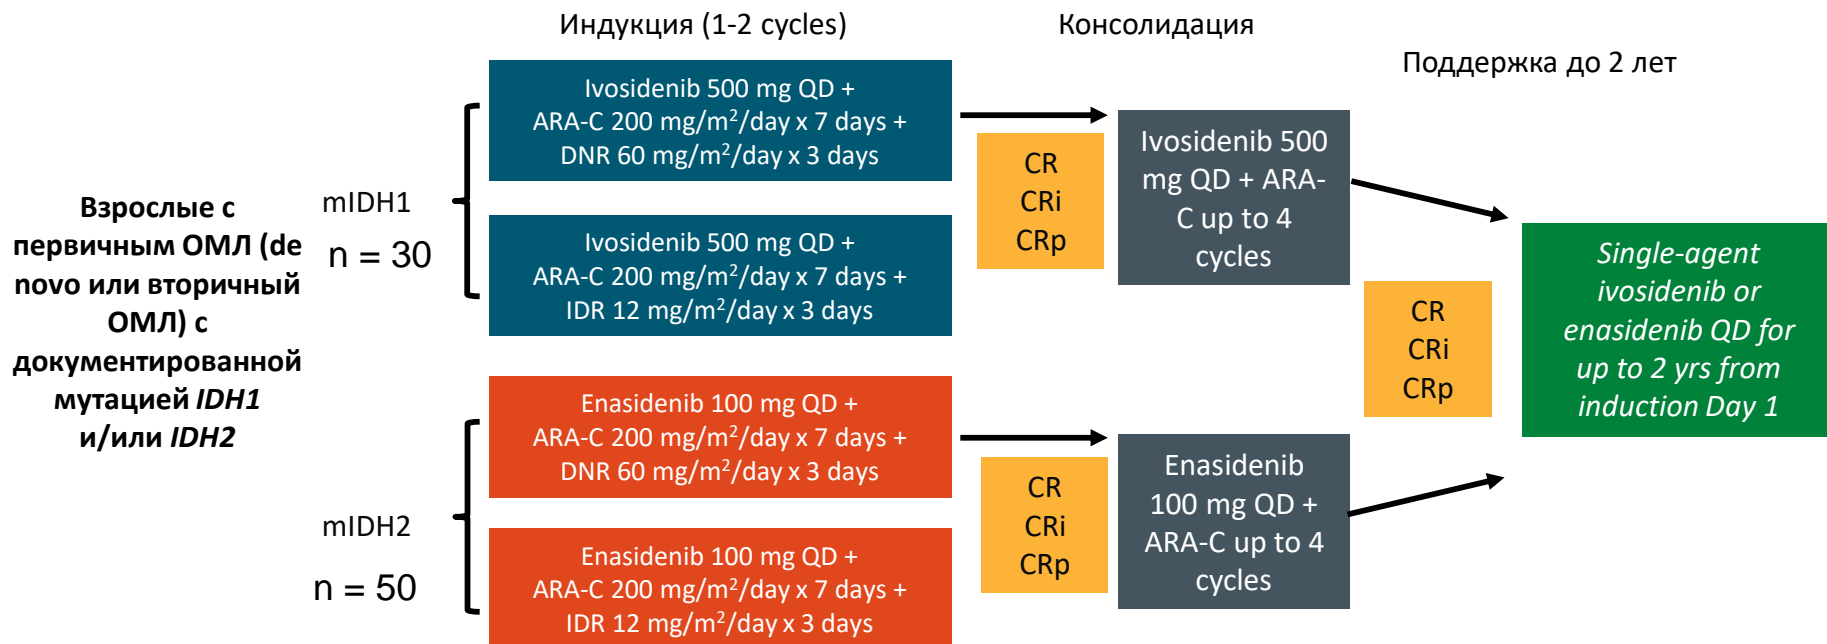 Индукция (1-2 cycles)
Консолидация
Поддержка до 2 лет
Взрослые с
первичным ОМЛ (de
novo или вторичный
ОМЛ) с
документированной
мутацией IDH1
и/или IDH2
mIDH1
n = 30
Ivosidenib 500 mg QD +
ARA-C 200 mg/m²/day x 7 days +
DNR 60 mg/m²/day x 3 days
Ivosidenib 500 mg QD +
ARA-C 200 mg/m²/day x 7 days +
IDR 12 mg/m²/day x 3 days
CR
CRi
CRp
Ivosidenib 500
mg QD + ARA-
C up to 4
cycles
mIDH2
n = 50
Enasidenib 100 mg QD +
ARA-C 200 mg/m²/day x 7 days +
DNR 60 mg/m²/day x 3 days
Enasidenib 100 mg QD +
ARA-C 200 mg/m²/day x 7 days +
IDR 12 mg/m²/day x 3 days
CR
CRi
CRp
Enasidenib
100 mg QD +
ARA-C up to 4
cycles
CR
CRi
CRp
Single-agent
ivosidenib or
enasidenib QD for
up to 2 yrs from
induction Day 1